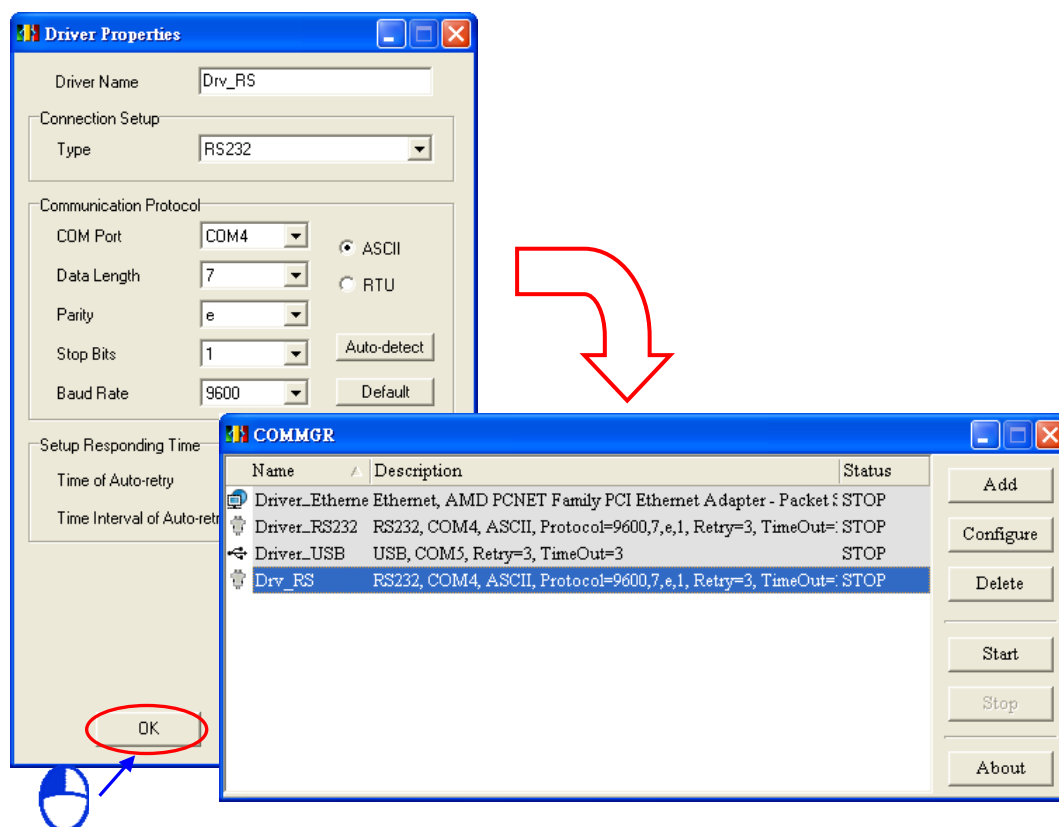 Driver Properties
Driver Name Drv_RS
Connection Setup
Type RS232
Communication Protocol
COM Port COM4
ASCII
Data Length 7
RTU
Parity e
Stop Bits 1
Auto-detect
Baud Rate 9600
Default
Setup Responding Time
Time of Auto-retry
Time Interval of Auto-retr
OK
COMMGR
Name Description Status
Driver_Etherne Ethernet, AMD PCNET Family PCI Ethernet Adapter - Packet STOP
Driver_RS232 RS232, COM4, ASCII, Protocol=9600,7,e,1, Retry=3, TimeOut= STOP
Driver_USB USB, COM5, Retry=3, TimeOut=3 STOP
Drv_RS RS232, COM4, ASCII, Protocol=9600,7,e,1, Retry=3, TimeOut= STOP
Add
Configure
Delete
Start
Stop
About